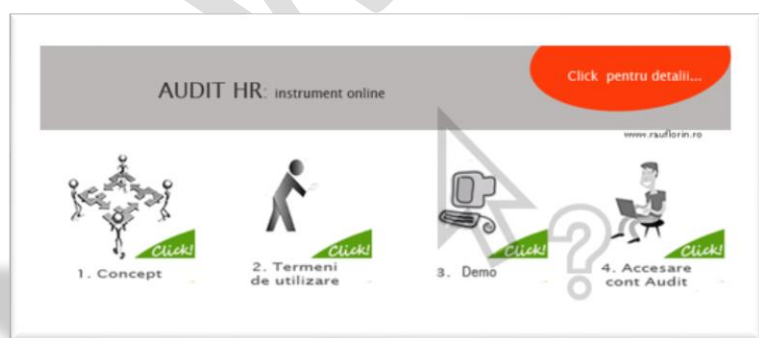 AUDIT HR: instrument online
Click pentru detalii...
www.rauflorin.ro
Click!
1. Concept
Click!
2. Termeni
de utilizare
Click!
3. Demo
Click!
4. Accesare
cont Audit